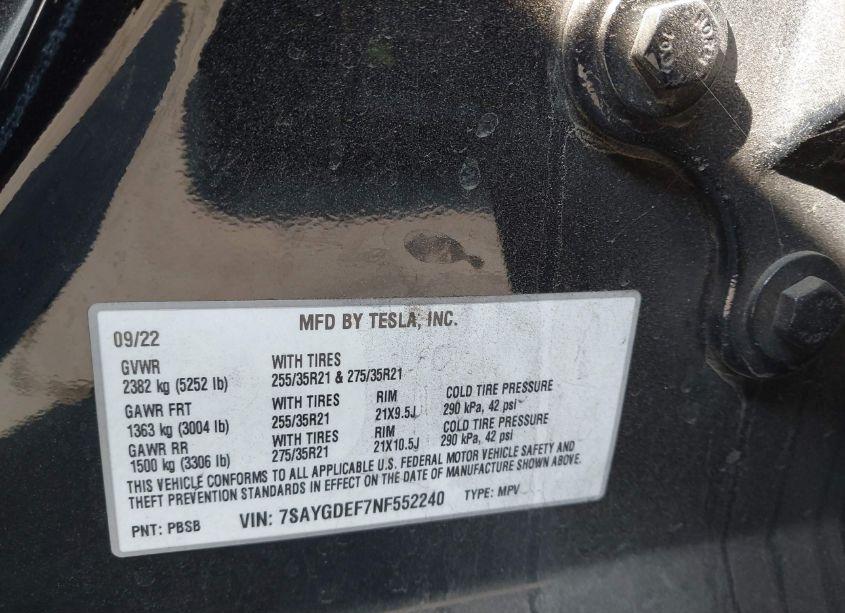 MFD BY TESLA, INC.
09/22
GVWR WITH TIRES
2382 kg (5252 lb) 255/35R21 & 275/35R21
GAWR FRT WITH TIRES RIM COLD TIRE PRESSURE
1363 kg (3004 lb) 255/35R21 21X9.5J 290 kPa, 42 psi
GAWR RR WITH TIRES RIM COLD TIRE PRESSURE
1500 kg (3306 lb) 275/35R21 21X10.5J 290 kPa, 42 psi
THIS VEHICLE CONFORMS TO ALL APPLICABLE U.S. FEDERAL MOTOR VEHICLE SAFETY AND
THEFT PREVENTION STANDARDS IN EFFECT ON THE DATE OF MANUFACTURE SHOWN ABOVE.
PNT: PBSB VIN: 7SAYGDEF7NF552240 TYPE: MPV